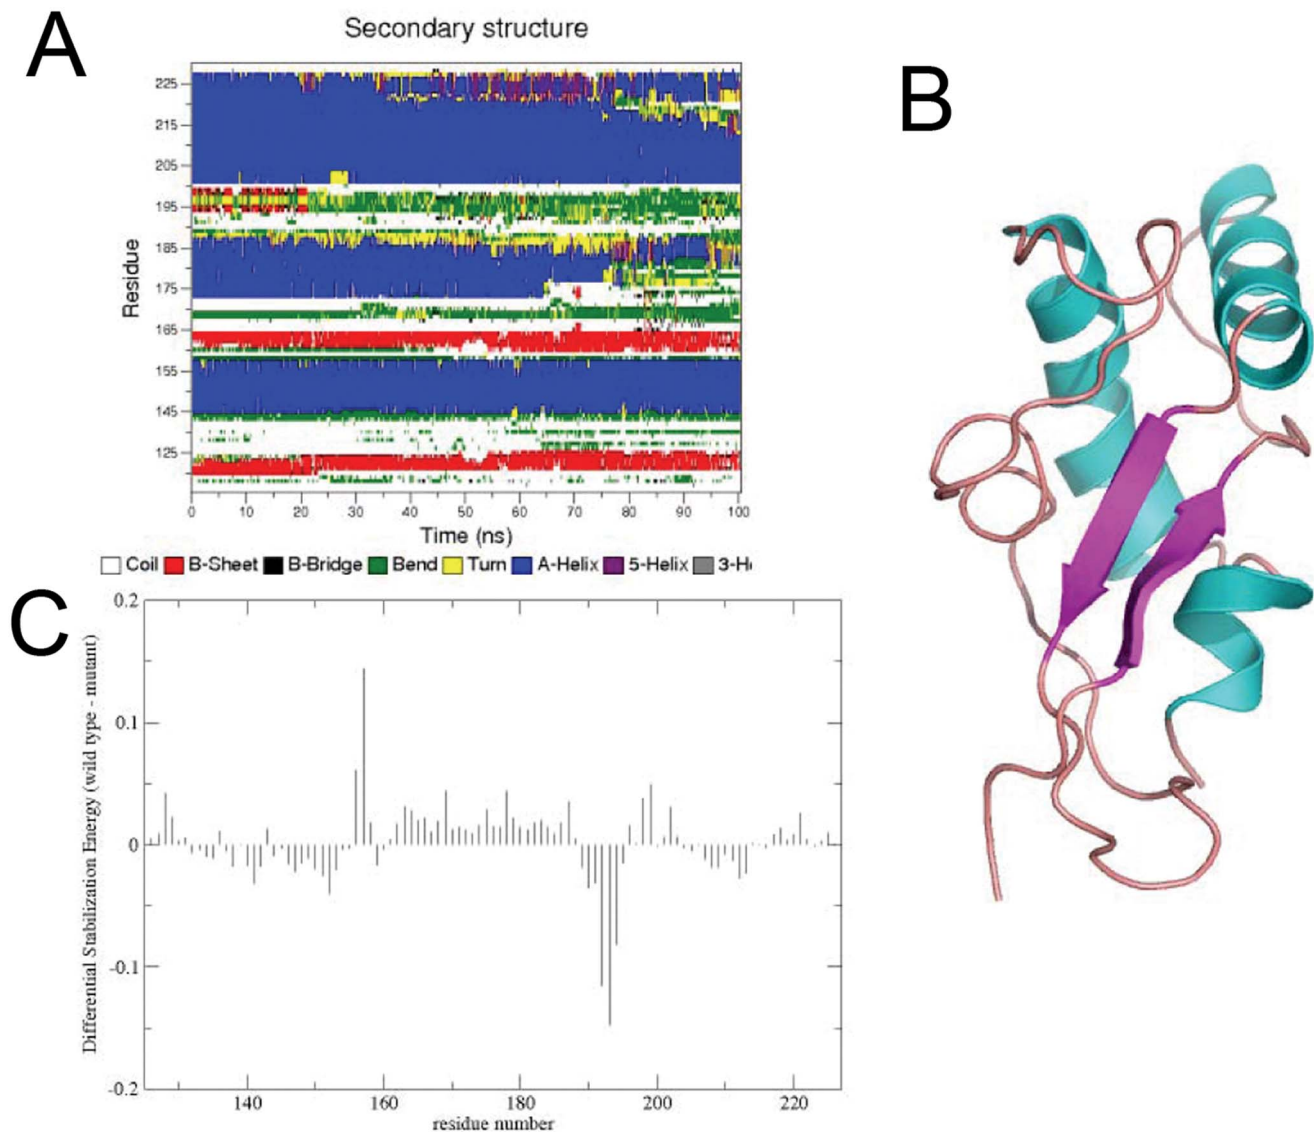 A
Secondary structure
B
Residue
225
215
205
195
185
175
165
155
145
125
0 10 20 30 40 50 60 70 80 90 100
Time (ns)
Coil B-Sheet B-Bridge Bend Turn A-Helix 5-Helix 3-He
C
Differential Stabilization Energy (wild type - mutant)
0.2
0.1
0
-0.1
-0.2
140 160 180 200 220
residue number